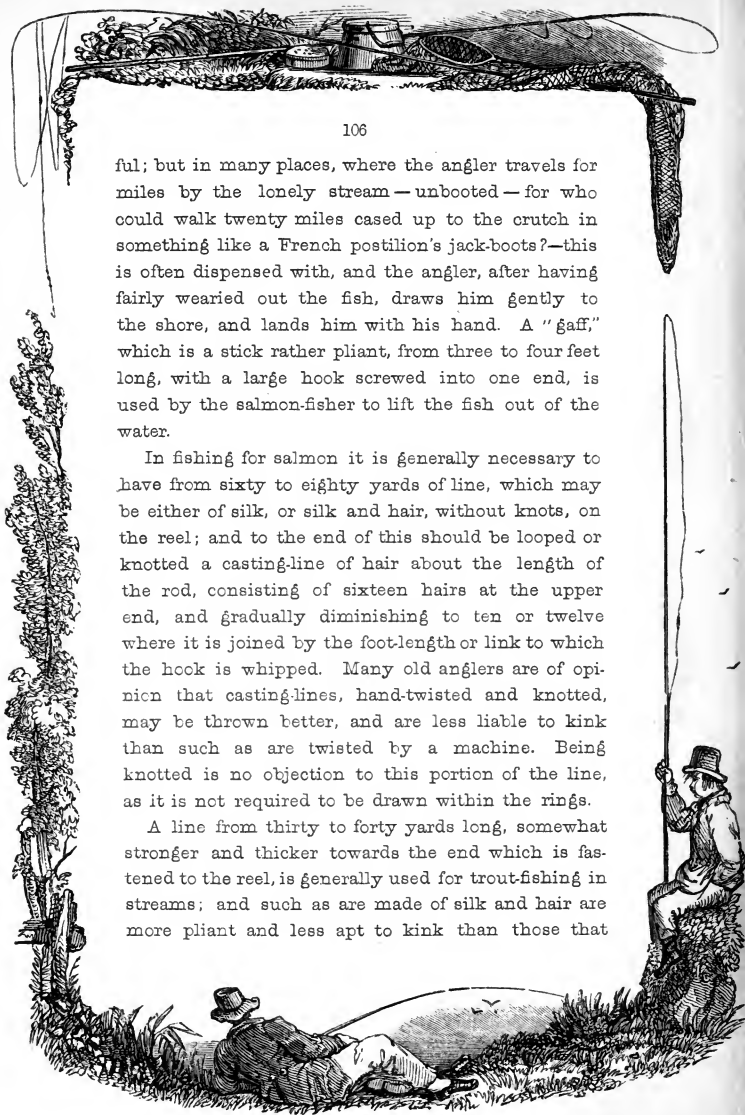 106
ful; but in many places, where the angler travels for
miles by the lonely stream — unbooted — for who
could walk twenty miles cased up to the crutch in
something like a French postilion's jack-boots?—this
is often dispensed with, and the angler, after having
fairly wearied out the fish, draws him gently to
the shore, and lands him with his hand. A "gaff,"
which is a stick rather pliant, from three to four feet
long, with a large hook screwed into one end, is
used by the salmon-fisher to lift the fish out of the
water.
In fishing for salmon it is generally necessary to
have from sixty to eighty yards of line, which may
be either of silk, or silk and hair, without knots, on
the reel; and to the end of this should be looped or
knotted a casting-line of hair about the length of
the rod, consisting of sixteen hairs at the upper
end, and gradually diminishing to ten or twelve
where it is joined by the foot-length or link to which
the hook is whipped. Many old anglers are of opi-
nion that casting-lines, hand-twisted and knotted,
may be thrown better, and are less liable to kink
than such as are twisted by a machine. Being
knotted is no objection to this portion of the line,
as it is not required to be drawn within the rings.
A line from thirty to forty yards long, somewhat
stronger and thicker towards the end which is fas-
tened to the reel, is generally used for trout-fishing in
streams; and such as are made of silk and hair are
more pliant and less apt to kink than those that